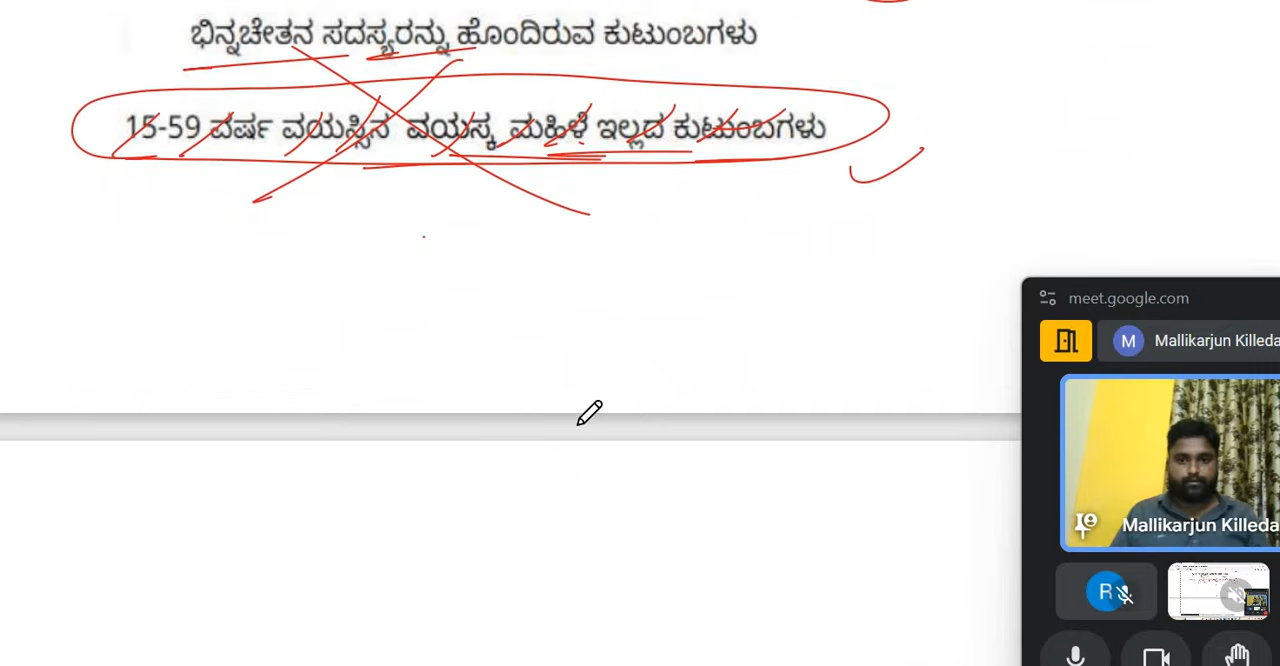 ಭಿನ್ನಚೇತನ ಸದಸ್ಯರನ್ನು ಹೊಂದಿರುವ ಕುಟುಂಬಗಳು
15-59 ವರ್ಷ ವಯಸ್ಸಿನ ವಯಸ್ಕ ಮಹಿಳೆ ಇಲ್ಲದ ಕುಟುಂಬಗಳು
meet.google.com
M Mallikarjun Killeda
Mallikarjun Killeda
R